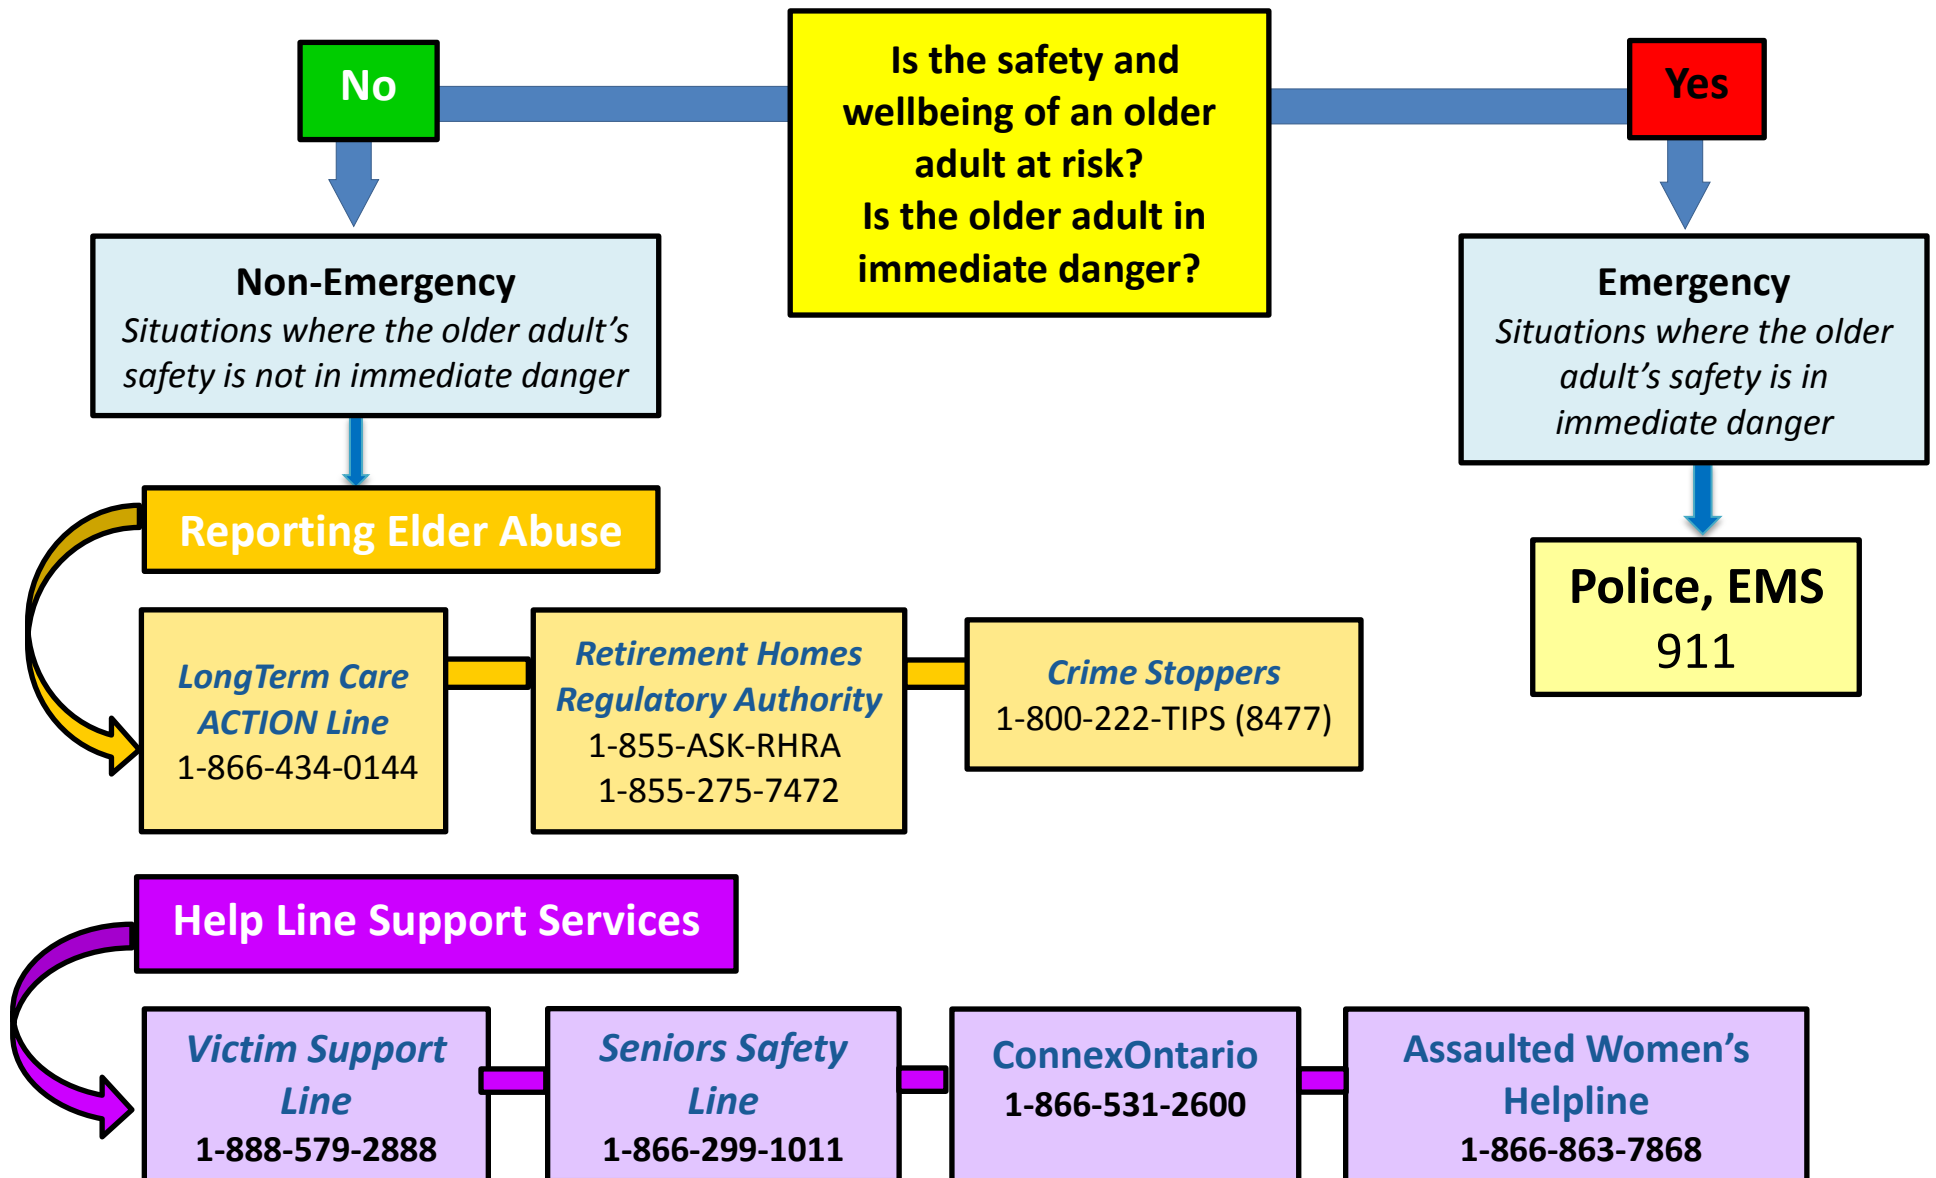 Is the safety and
wellbeing of an older
adult at risk?
Is the older adult in
immediate danger?
No
Yes
Non-Emergency
Situations where the older adult’s
safety is not in immediate danger
Emergency
Situations where the older
adult’s safety is in
immediate danger
Reporting Elder Abuse
Police, EMS
911
LongTerm Care
ACTION Line
1-866-434-0144
Retirement Homes
Regulatory Authority
1-855-ASK-RHRA
1-855-275-7472
Crime Stoppers
1-800-222-TIPS (8477)
Help Line Support Services
Victim Support
Line
1-888-579-2888
Seniors Safety
Line
1-866-299-1011
ConnexOntario
1-866-531-2600
Assaulted Women’s
Helpline
1-866-863-7868